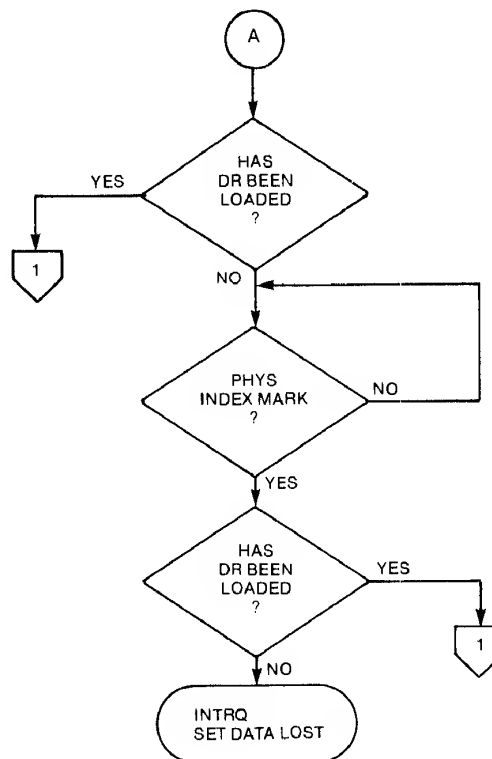 A
HAS
DR BEEN
LOADED
?
YES
1
NO
PHYS
INDEX MARK
?
NO
YES
HAS
DR BEEN
LOADED
?
YES
1
NO
INTRQ
SET DATA LOST